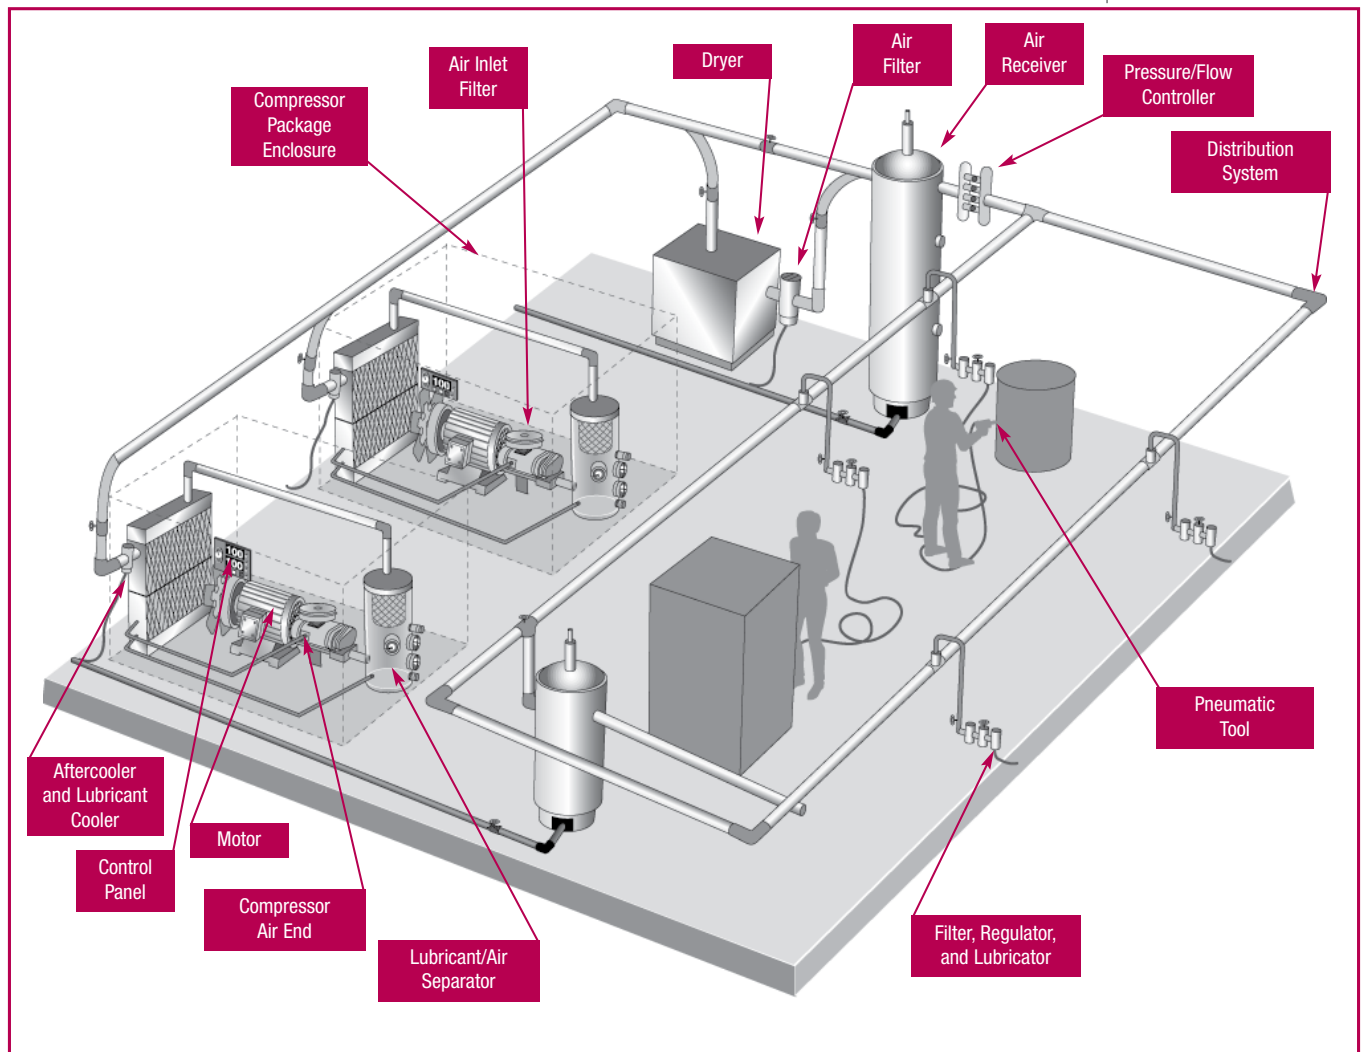 Air Inlet
Filter
Dryer
Air
Filter
Air
Receiver
Pressure/Flow
Controller
Compressor
Package
Enclosure
Distribution
System
100
100
100
Pneumatic
Tool
Aftercooler
and Lubricant
Cooler
Motor
Control
Panel
Compressor
Air End
Lubricant/Air
Separator
Filter, Regulator,
and Lubricator